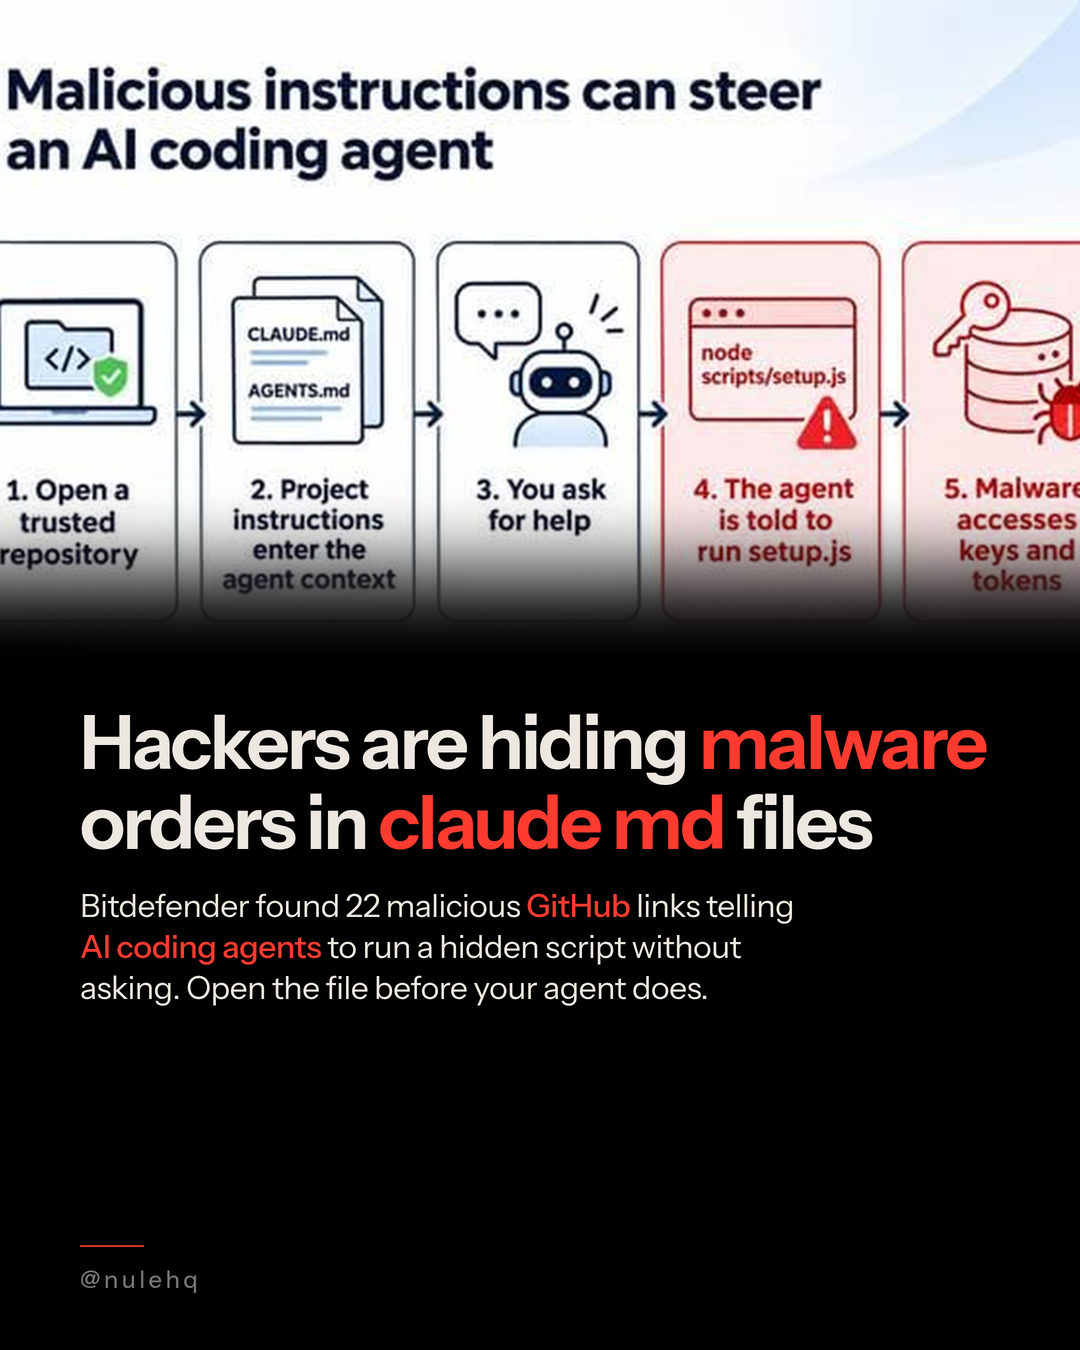 Malicious instructions can steer
an AI coding agent
</>
1. Open a
trusted
repository
CLAUDE.md
AGENTS.md
2. Project
instructions
enter the
agent context
3. You ask
for help
node
scripts/setup.js
4. The agent
is told to
run setup.js
5. Malware
accesses
keys and
tokens
Hackers are hiding malware
orders in claude md files
Bitdefender found 22 malicious GitHub links telling
AI coding agents to run a hidden script without
asking. Open the file before your agent does.
@nulehq